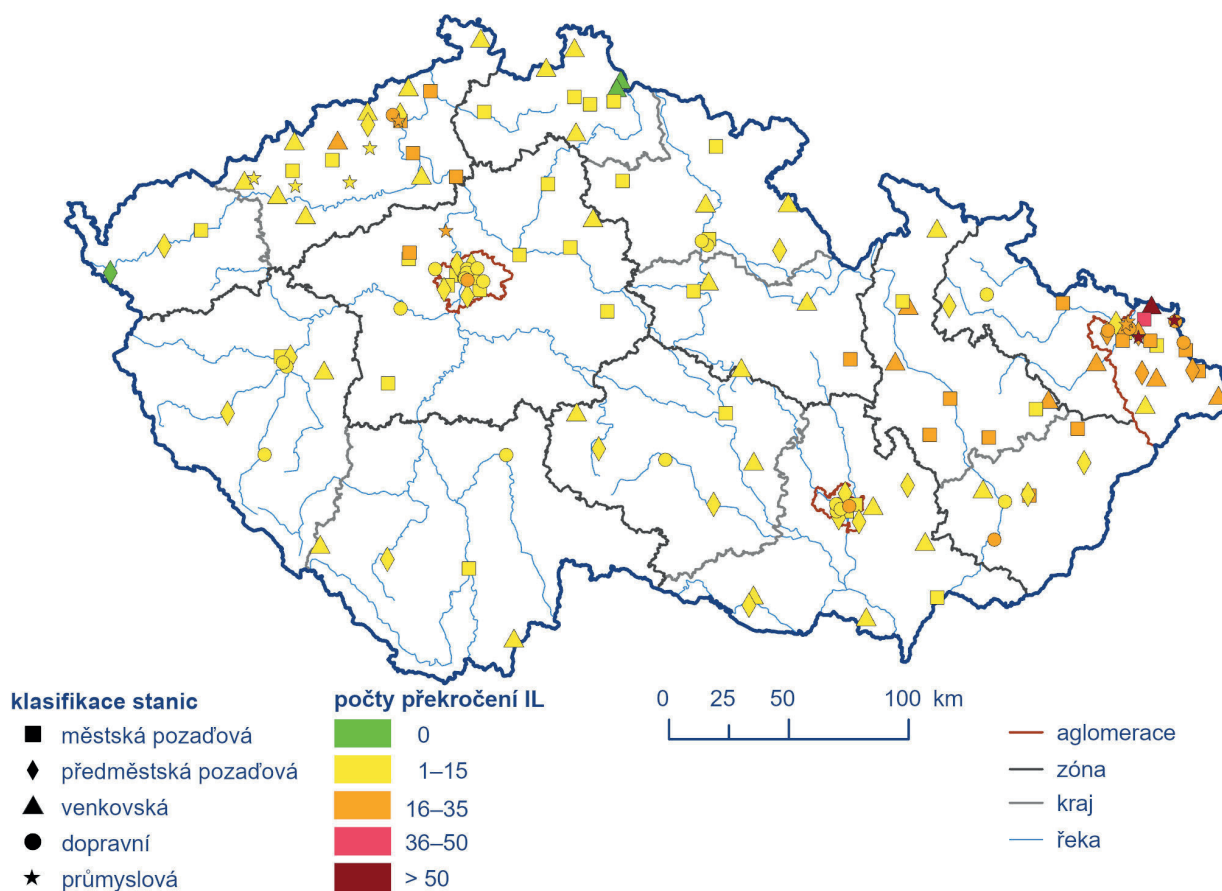 klasifikace stanic
městská pozaďová
předměstská pozaďová
venkovská
dopravní
průmyslová
počty překročení IL
0
1–15
16–35
36–50
> 50
0 25 50 100 km
aglomerace
zóna
kraj
řeka